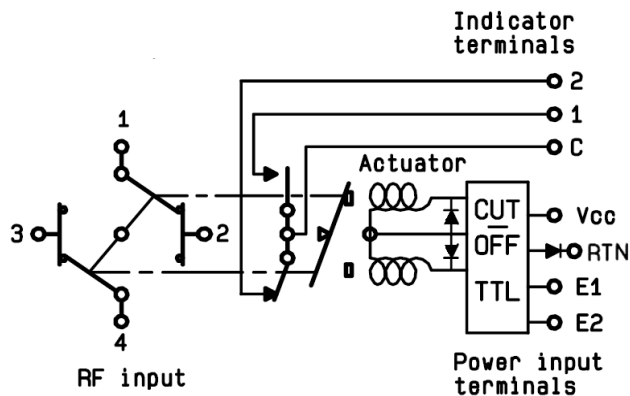 Indicator
terminals
2
1
1
C
Actuator
CUT
Vcc
3
2
OFF
RTN
TTL
E1
4
E2
RF input
Power input
terminals